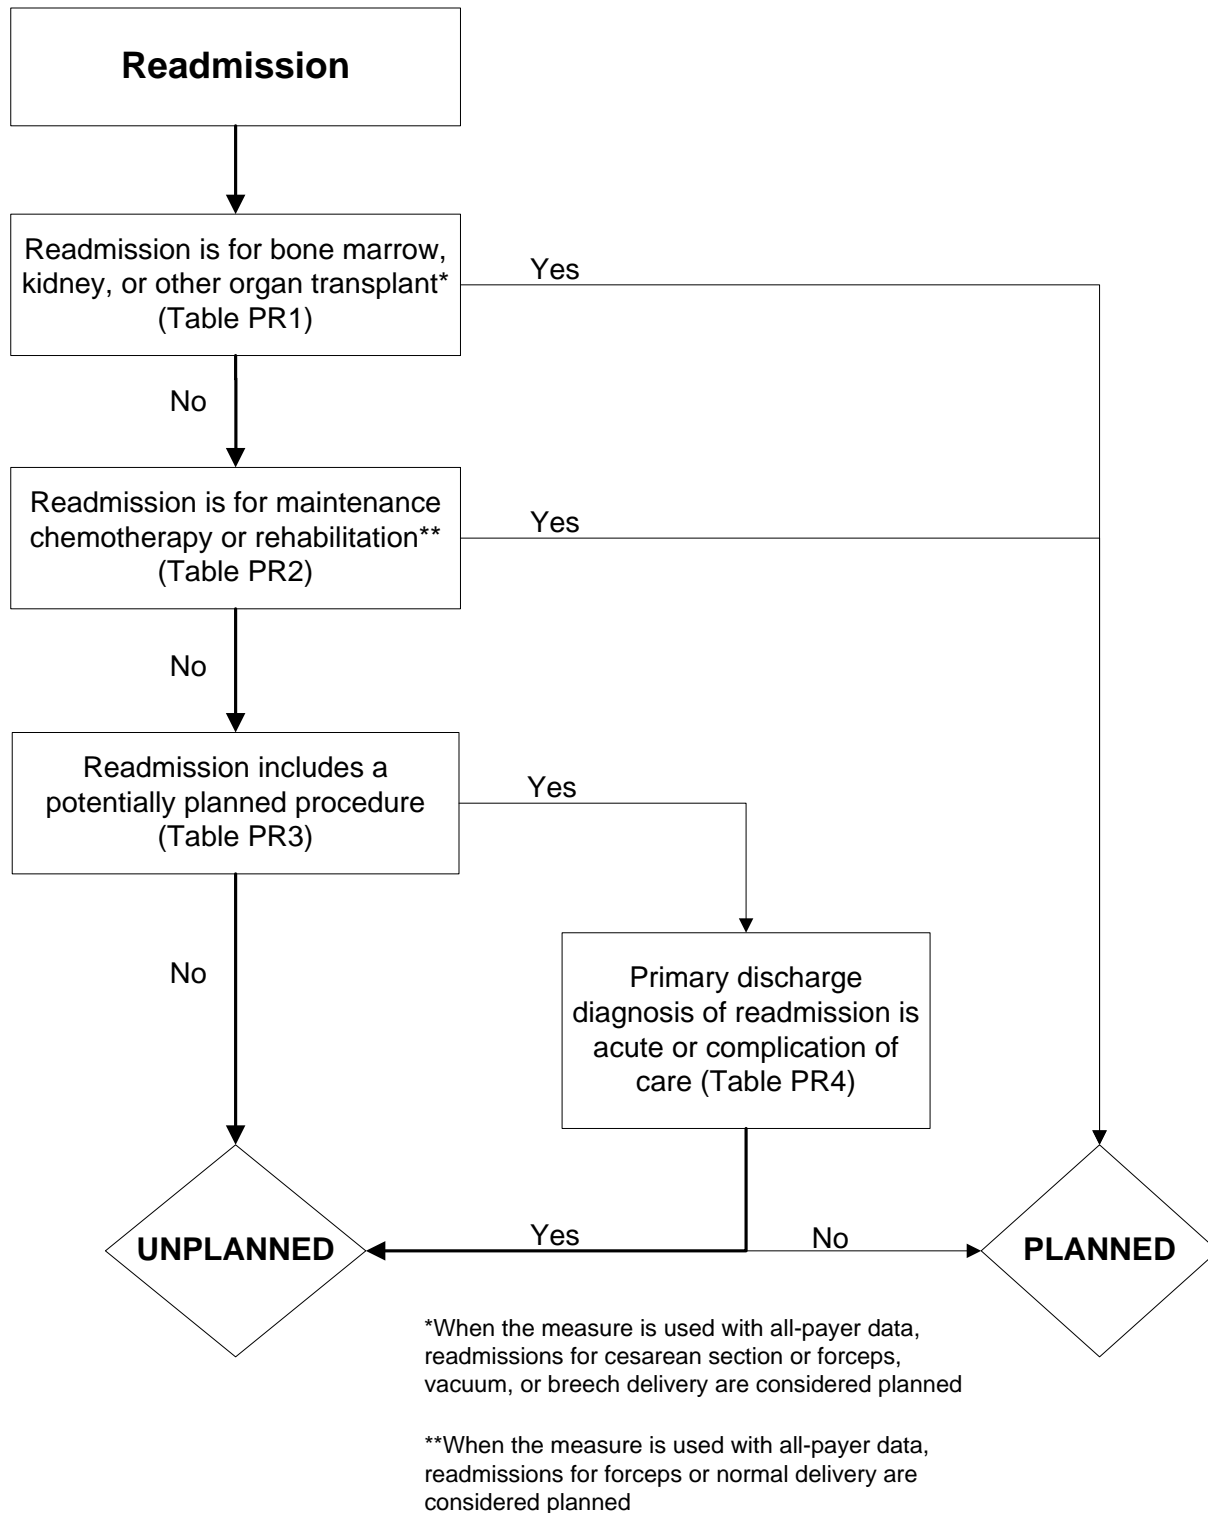 Readmission
Readmission is for bone marrow,
kidney, or other organ transplant*
(Table PR1)
Yes
No
Readmission is for maintenance
chemotherapy or rehabilitation**
(Table PR2)
Yes
No
Readmission includes a
potentially planned procedure
(Table PR3)
Yes
No
Primary discharge
diagnosis of readmission is
acute or complication of
care (Table PR4)
UNPLANNED
Yes
No
PLANNED
*When the measure is used with all-payer data,
readmissions for cesarean section or forceps,
vacuum, or breech delivery are considered planned
**When the measure is used with all-payer data,
readmissions for forceps or normal delivery are
considered planned